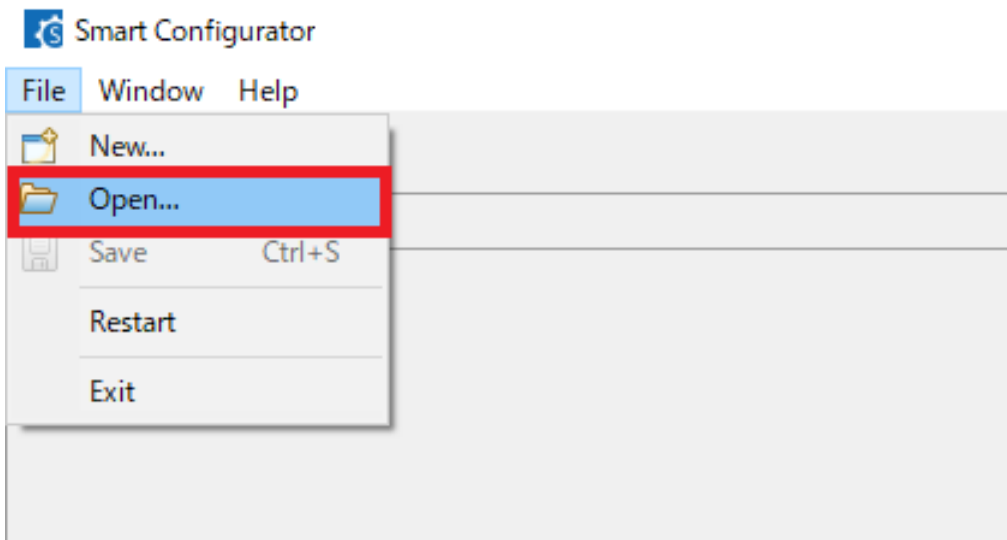 Smart Configurator
File Window Help
New...
Open...
Save Ctrl+S
Restart
Exit